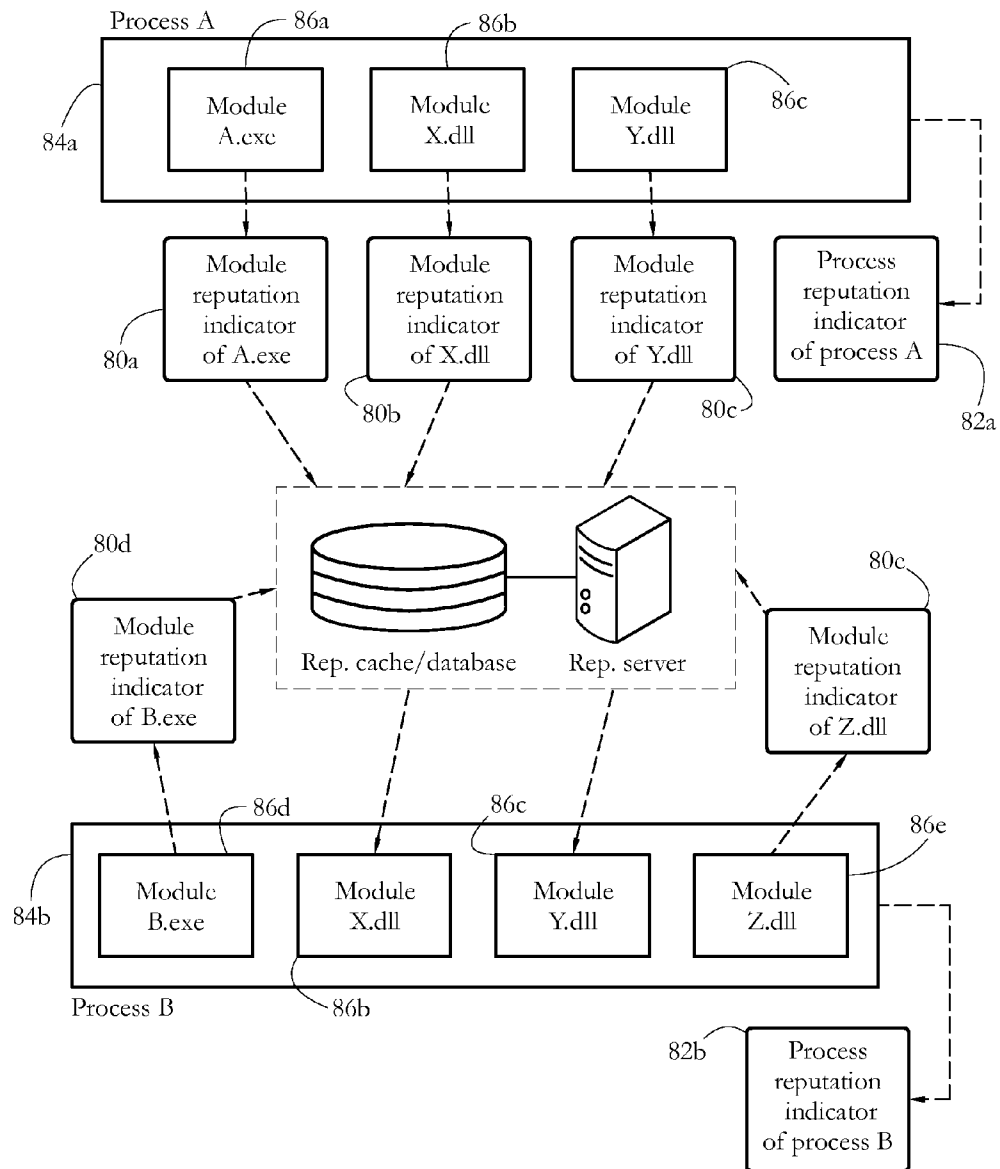 Process A
86a
86b
86c
84a
Module
A.exe
Module
X.dll
Module
Y.dll
Module
reputation
indicator
of A.exe
Module
reputation
indicator
of X.dll
Module
reputation
indicator
of Y.dll
Process
reputation
indicator
of process A
80a
80b
80c
82a
80d
80e
Module
reputation
indicator
of B.exe
Rep. cache/database
Rep. server
Module
reputation
indicator
of Z.dll
86d
86c
86e
84b
Module
B.exe
Module
X.dll
Module
Y.dll
Module
Z.dll
Process B
86b
82b
Process
reputation
indicator
of process B